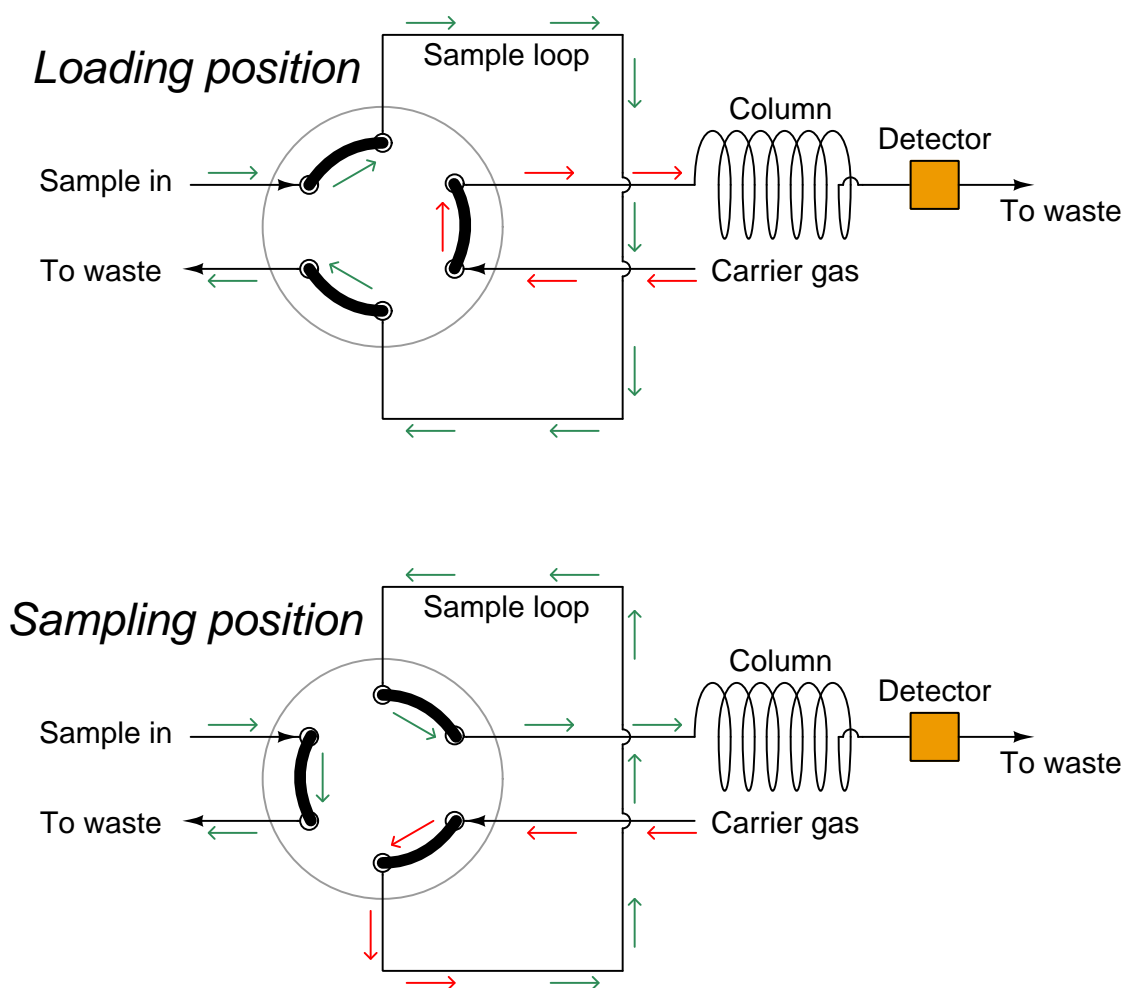 Loading position
Sample loop
Column
Detector
Sample in
To waste
To waste
Carrier gas
Sampling position
Sample loop
Column
Detector
Sample in
To waste
To waste
Carrier gas